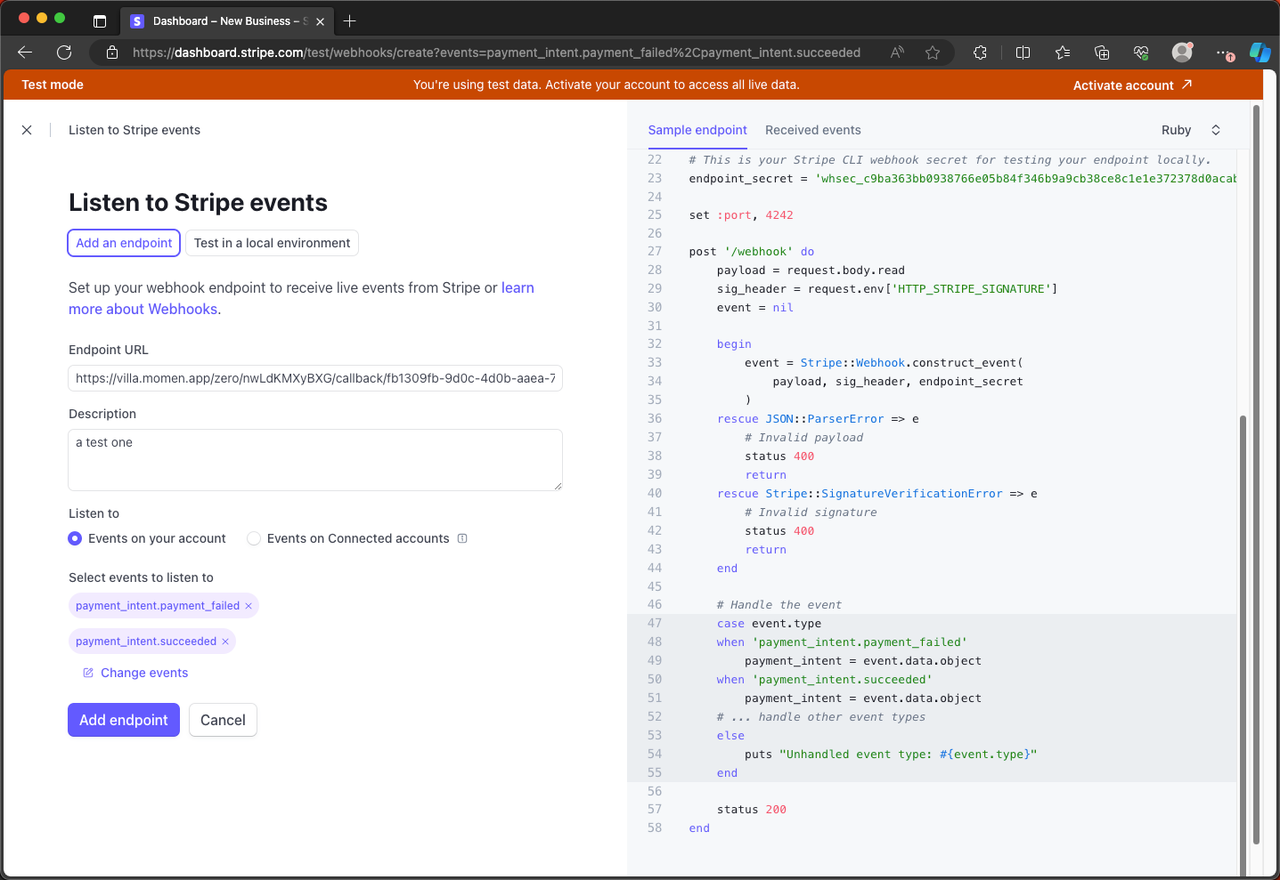 Dashboard – New Business –
https://dashboard.stripe.com/test/webhooks/create?events=payment_intent.payment_failed%2Cpayment_intent.succeeded
Test mode
You're using test data. Activate your account to access all live data.
Activate account
Listen to Stripe events
Listen to Stripe events
Add an endpoint
Test in a local environment
Set up your webhook endpoint to receive live events from Stripe or learn
more about Webhooks.
Endpoint URL
https://villa.momen.app/zero/nwLdKMXyBXG/callback/fb1309fb-9d0c-4d0b-aaea-7
Description
a test one
Listen to
Events on your account
Events on Connected accounts
Select events to listen to
payment_intent.payment_failed ×
payment_intent.succeeded ×
Change events
Add endpoint
Cancel
Sample endpoint
Received events
Ruby
22 # This is your Stripe CLI webhook secret for testing your endpoint locally.
23 endpoint_secret = 'whsec_c9ba363bb0938766e05b84f346b9a9cb38ce8c1e1e372378d0acab
24
25 set :port, 4242
26
27 post '/webhook' do
28 payload = request.body.read
29 sig_header = request.env['HTTP_STRIPE_SIGNATURE']
30 event = nil
31
32 begin
33 event = Stripe::Webhook.construct_event(
34 payload, sig_header, endpoint_secret
35 )
36 rescue JSON::ParserError => e
37 # Invalid payload
38 status 400
39 return
40 rescue Stripe::SignatureVerificationError => e
41 # Invalid signature
42 status 400
43 return
44 end
45
46 # Handle the event
47 case event.type
48 when 'payment_intent.payment_failed'
49 payment_intent = event.data.object
50 when 'payment_intent.succeeded'
51 payment_intent = event.data.object
52 # ... handle other event types
53 else
54 puts "Unhandled event type: #{event.type}"
55 end
56
57 status 200
58 end